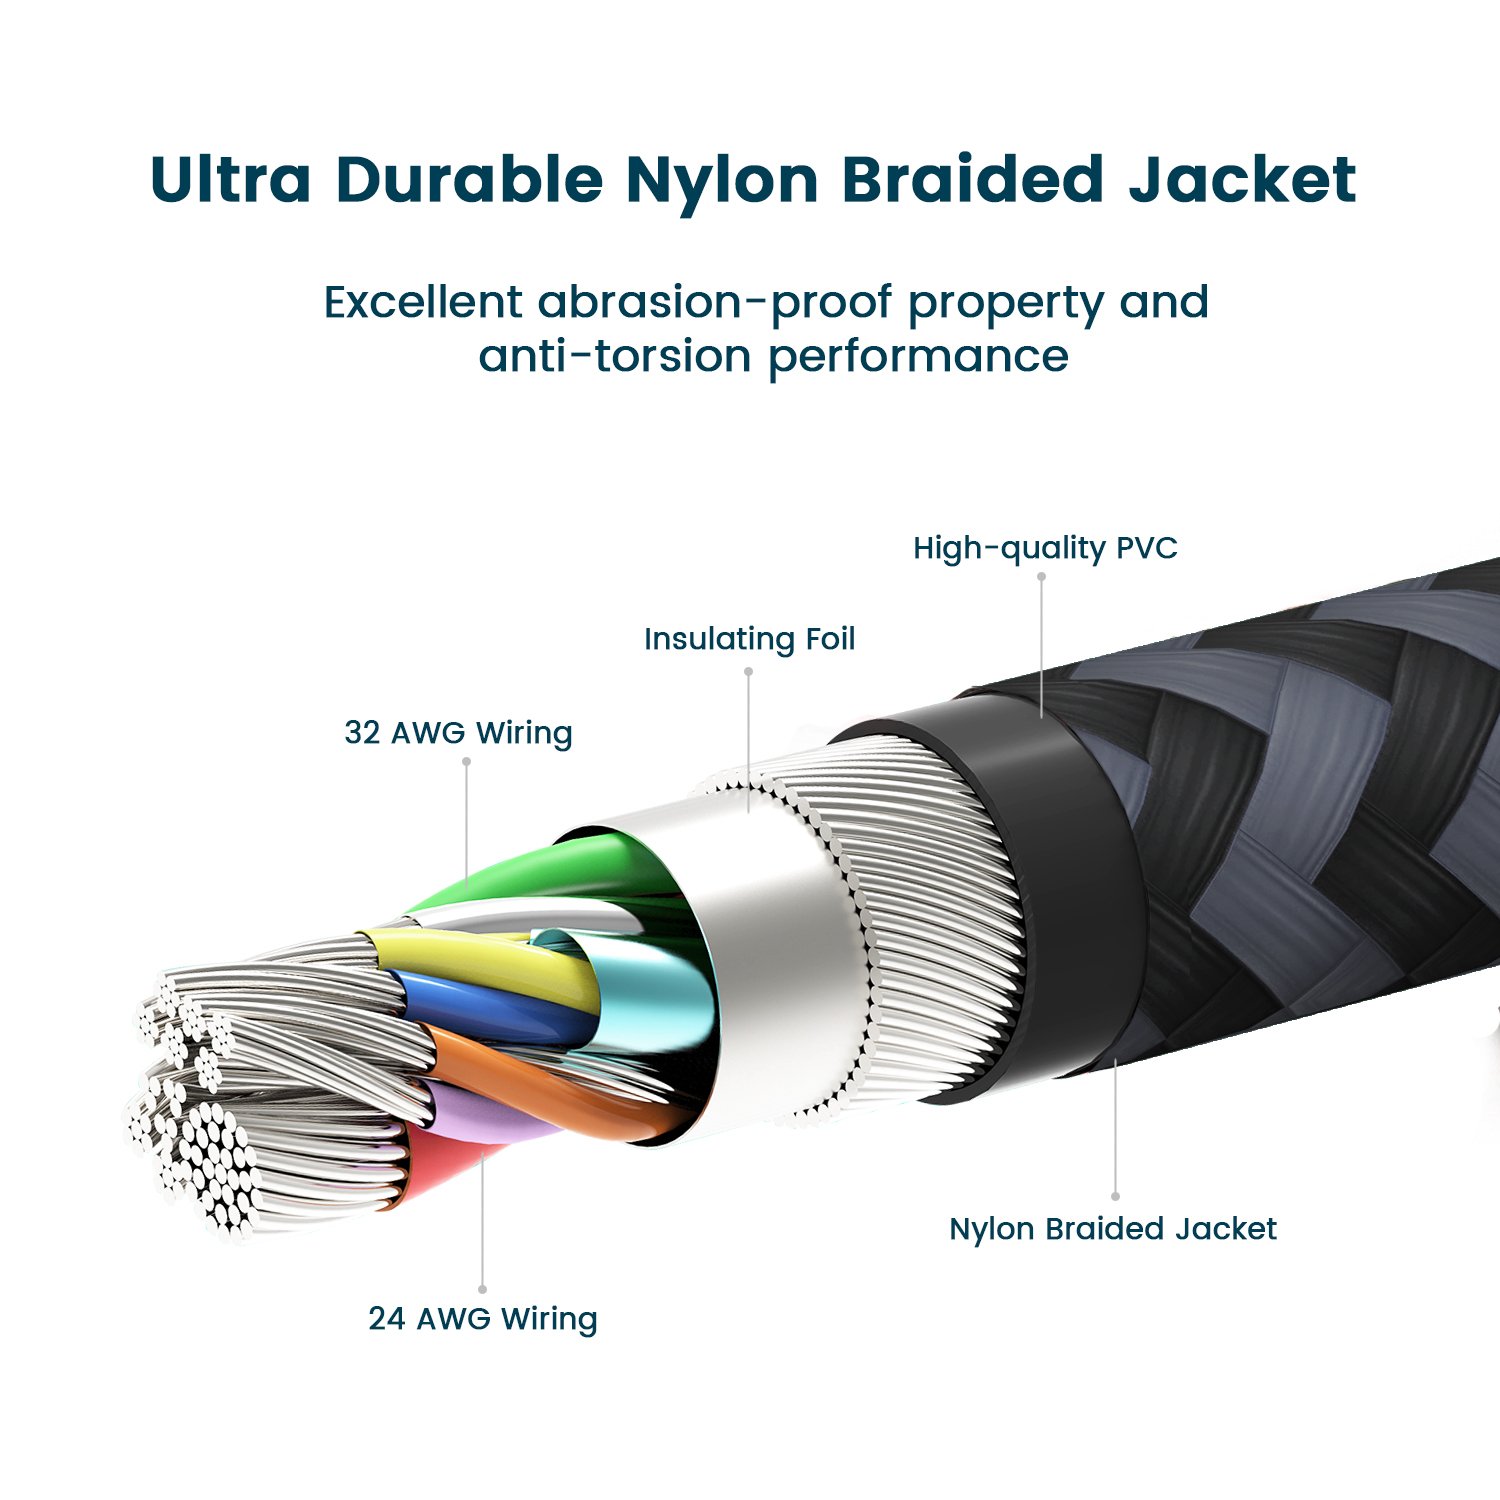 Ultra Durable Nylon Braided Jacket
Excellent abrasion-proof property and
anti-torsion performance
High-quality PVC
Insulating Foil
32 AWG Wiring
Nylon Braided Jacket
24 AWG Wiring